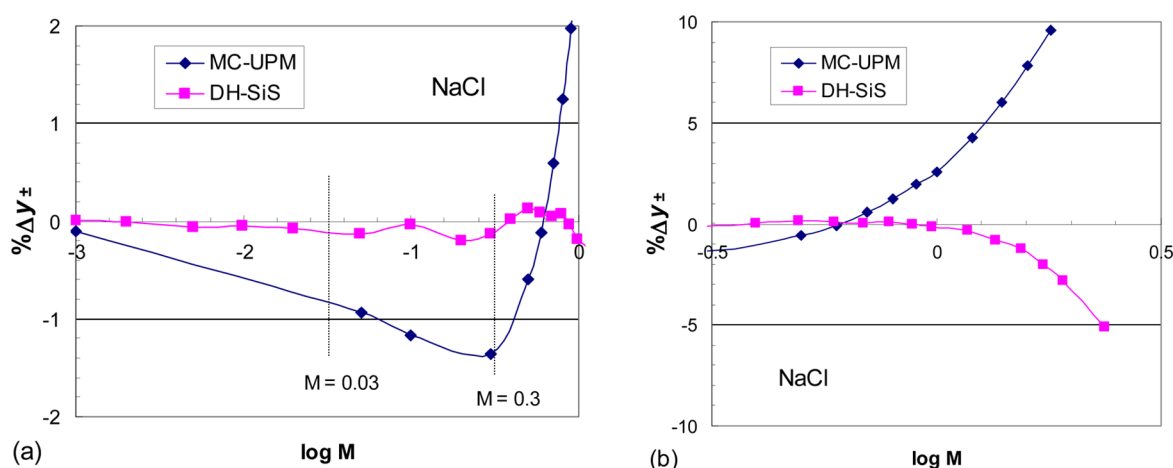 2
1
0
-1
-2
-3
-2
-1
0
%Δy±
log M
MC-UPM
DH-SiS
NaCl
M = 0.03
M = 0.3
(a)
10
5
0
-5
-10
-0.5
0
0.5
%Δy±
log M
MC-UPM
DH-SiS
NaCl
(b)